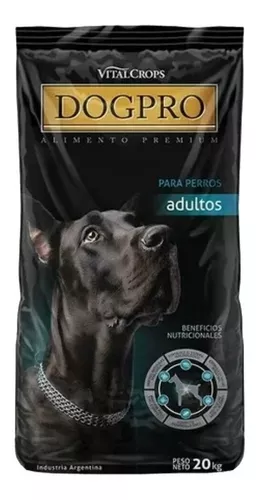 VITALCROPS
DOGPRO
ALIMENTO PREMIUM
PARA PERROS
adultos
BENEFICIOS
NUTRICIONALES
Industria Argentina
PESO
NETO 20kg